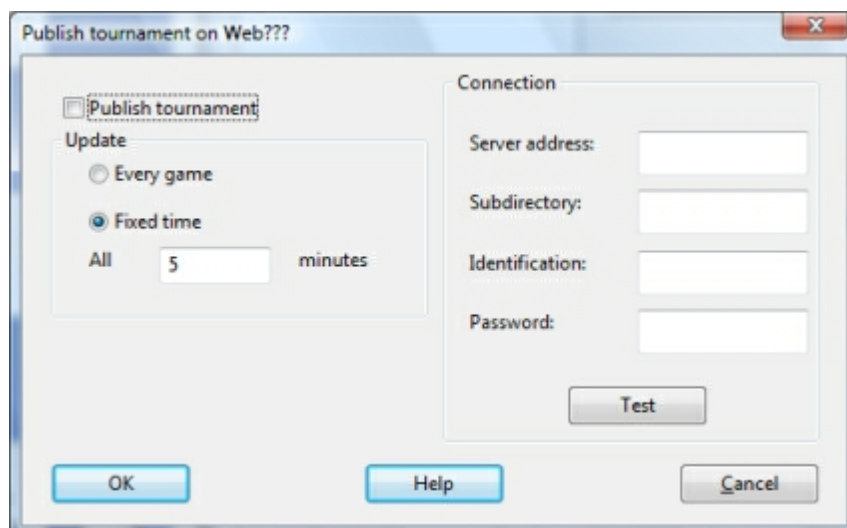 Publish tournament on Web???
Publish tournament
Update
Every game
Fixed time
All 5 minutes
Connection
Server address:
Subdirectory:
Identification:
Password:
Test
OK
Help
Cancel